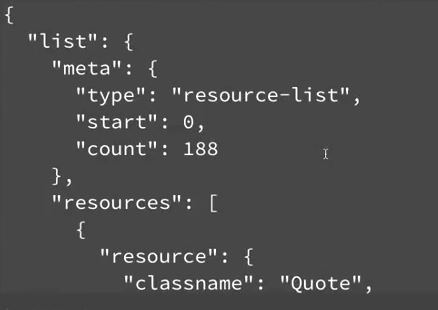 {
"list": {
"meta": {
"type": "resource-list",
"start": 0,
"count": 188
},
"resources": [
{
"resource": {
"classname": "Quote",